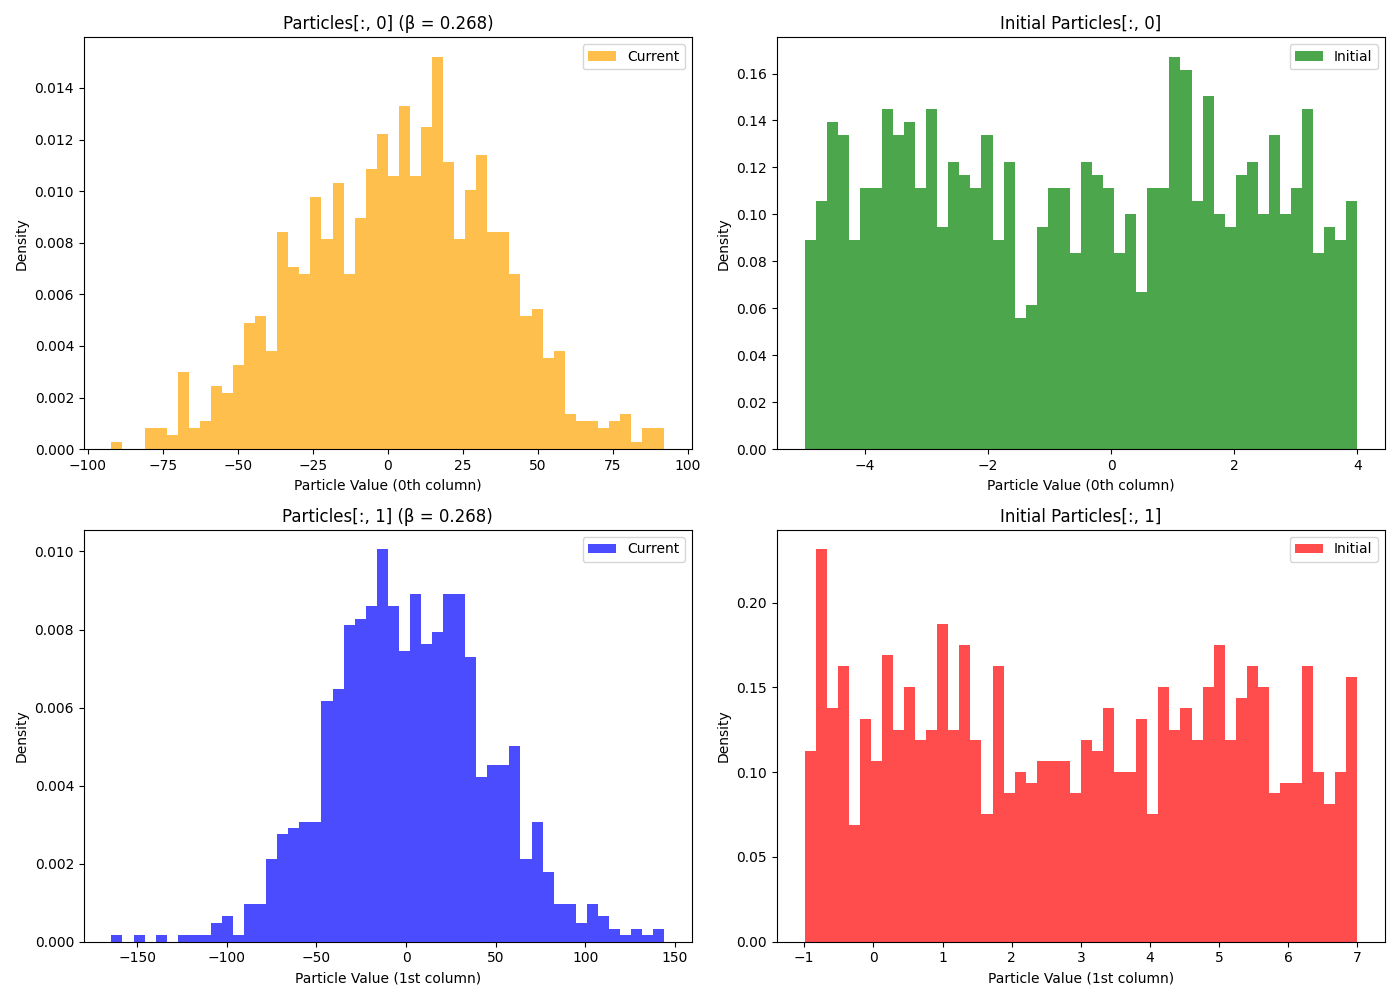 Particles[:, 0] (β = 0.268)
Current
0.014
0.012
0.010
0.008
0.006
0.004
0.002
0.000
Density
−100 −75 −50 −25 0 25 50 75 100
Particle Value (0th column)
Initial Particles[:, 0]
Initial
0.16
0.14
0.12
0.10
0.08
0.06
0.04
0.02
0.00
Density
−4 −2 0 2 4
Particle Value (0th column)
Particles[:, 1] (β = 0.268)
Current
0.010
0.008
0.006
0.004
0.002
0.000
Density
−150 −100 −50 0 50 100 150
Particle Value (1st column)
Initial Particles[:, 1]
Initial
0.20
0.15
0.10
0.05
0.00
Density
−1 0 1 2 3 4 5 6 7
Particle Value (1st column)